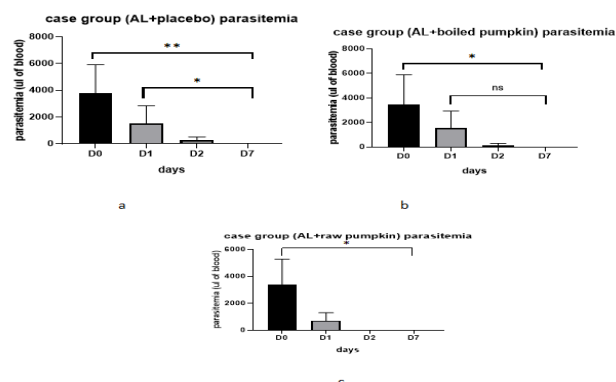 case group (AL+placebo) parasitemia
8000
6000
4000
2000
0
parasitemia (ul of blood)
**
*
D0 D1 D2 D7
days
a
case group (AL+boiled pumpkin) parasitemia
8000
6000
4000
2000
0
parasitemia (ul of blood)
*
ns
D0 D1 D2 D7
days
b
case group (AL+raw pumpkin) parasitemia
6000
4000
2000
0
parasitemia (ul of blood)
*
D0 D1 D2 D7
days